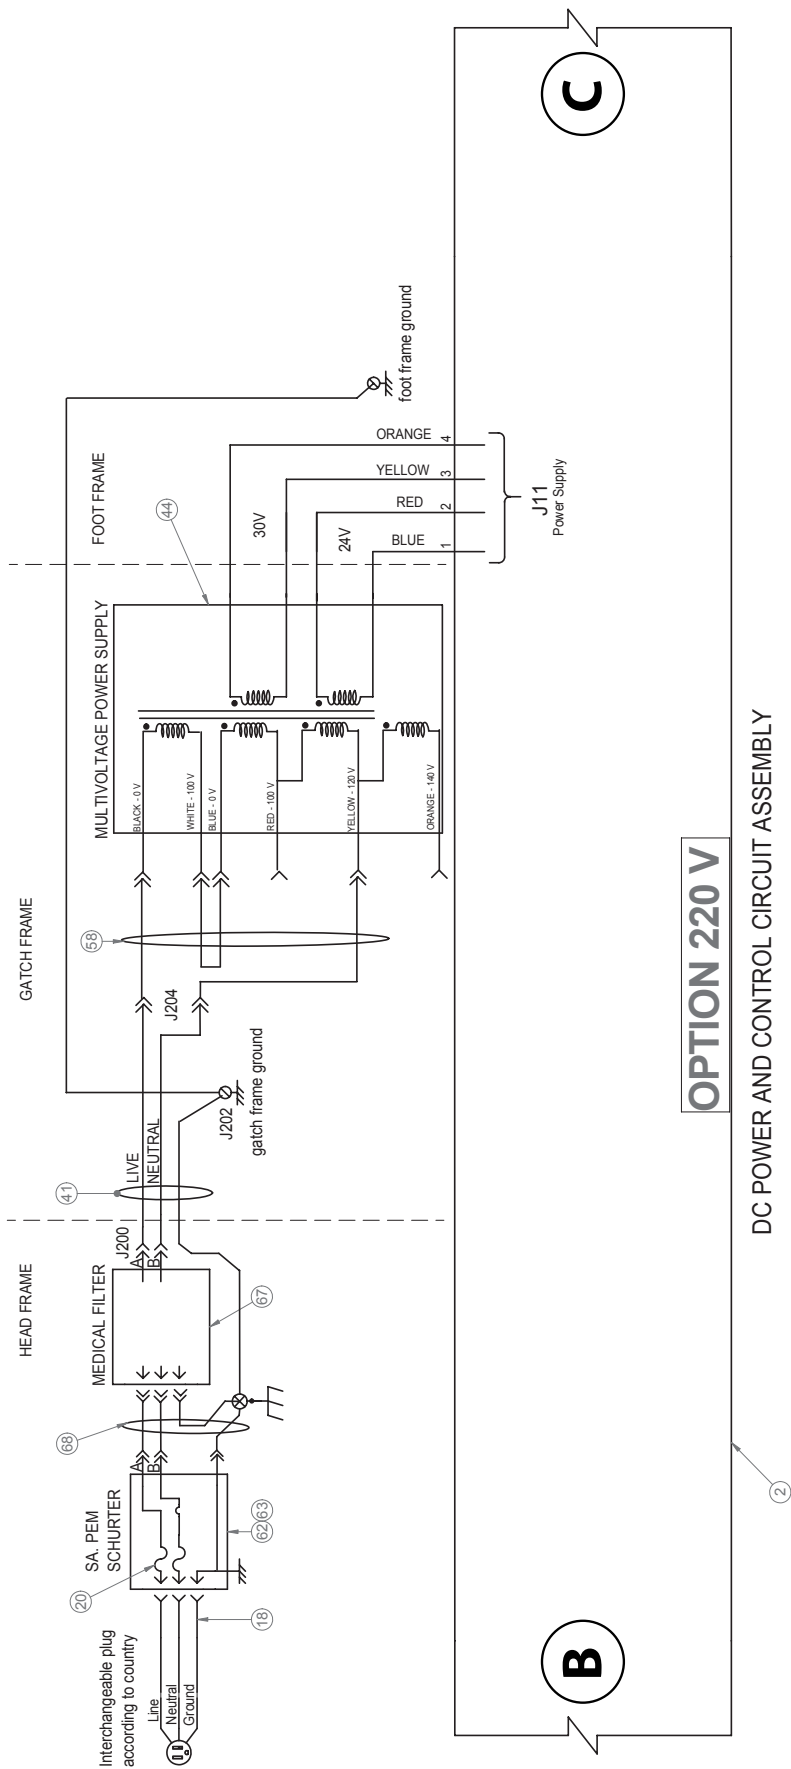 HEAD FRAME
GATCH FRAME
FOOT FRAME
Interchangeable plug
according to country
Line
Neutral
Ground
18
20
SA. PEM
SCHURTER
62
63
A
B
68
MEDICAL FILTER
67
A
B
J200
41
LIVE
NEUTRAL
J202
gatch frame ground
J204
58
MULTIVOLTAGE POWER SUPPLY
BLACK - 0 V
WHITE - 100 V
BLUE - 0 V
RED - 100 V
YELLOW - 120 V
ORANGE - 140 V
44
30V
24V
ORANGE
4
YELLOW
3
RED
2
BLUE
1
J11
Power Supply
foot frame ground
B
C
OPTION 220 V
2
DC POWER AND CONTROL CIRCUIT ASSEMBLY